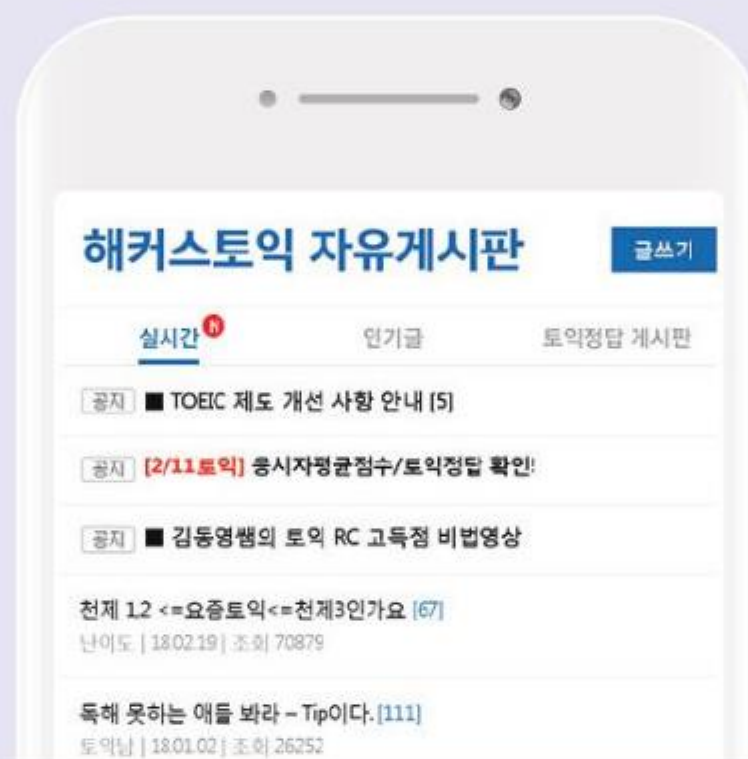 해커스토익 자유게시판
글쓰기
실시간 N
인기글
토익정답 게시판
공지 ■ TOEIC 제도 개선 사항 안내 [5]
공지 [2/11토익] 응시자평균점수/토익정답 확인!
공지 ■ 김동영쌤의 토익 RC 고득점 비법영상
천제 1,2 <=요증토익<=천제3인가요 [67]
난이도 | 18.02.19 | 조회 70879
독해 못하는 애들 봐라 – Tip이다. [111]
토익남 | 18.01.02 | 조회 26252